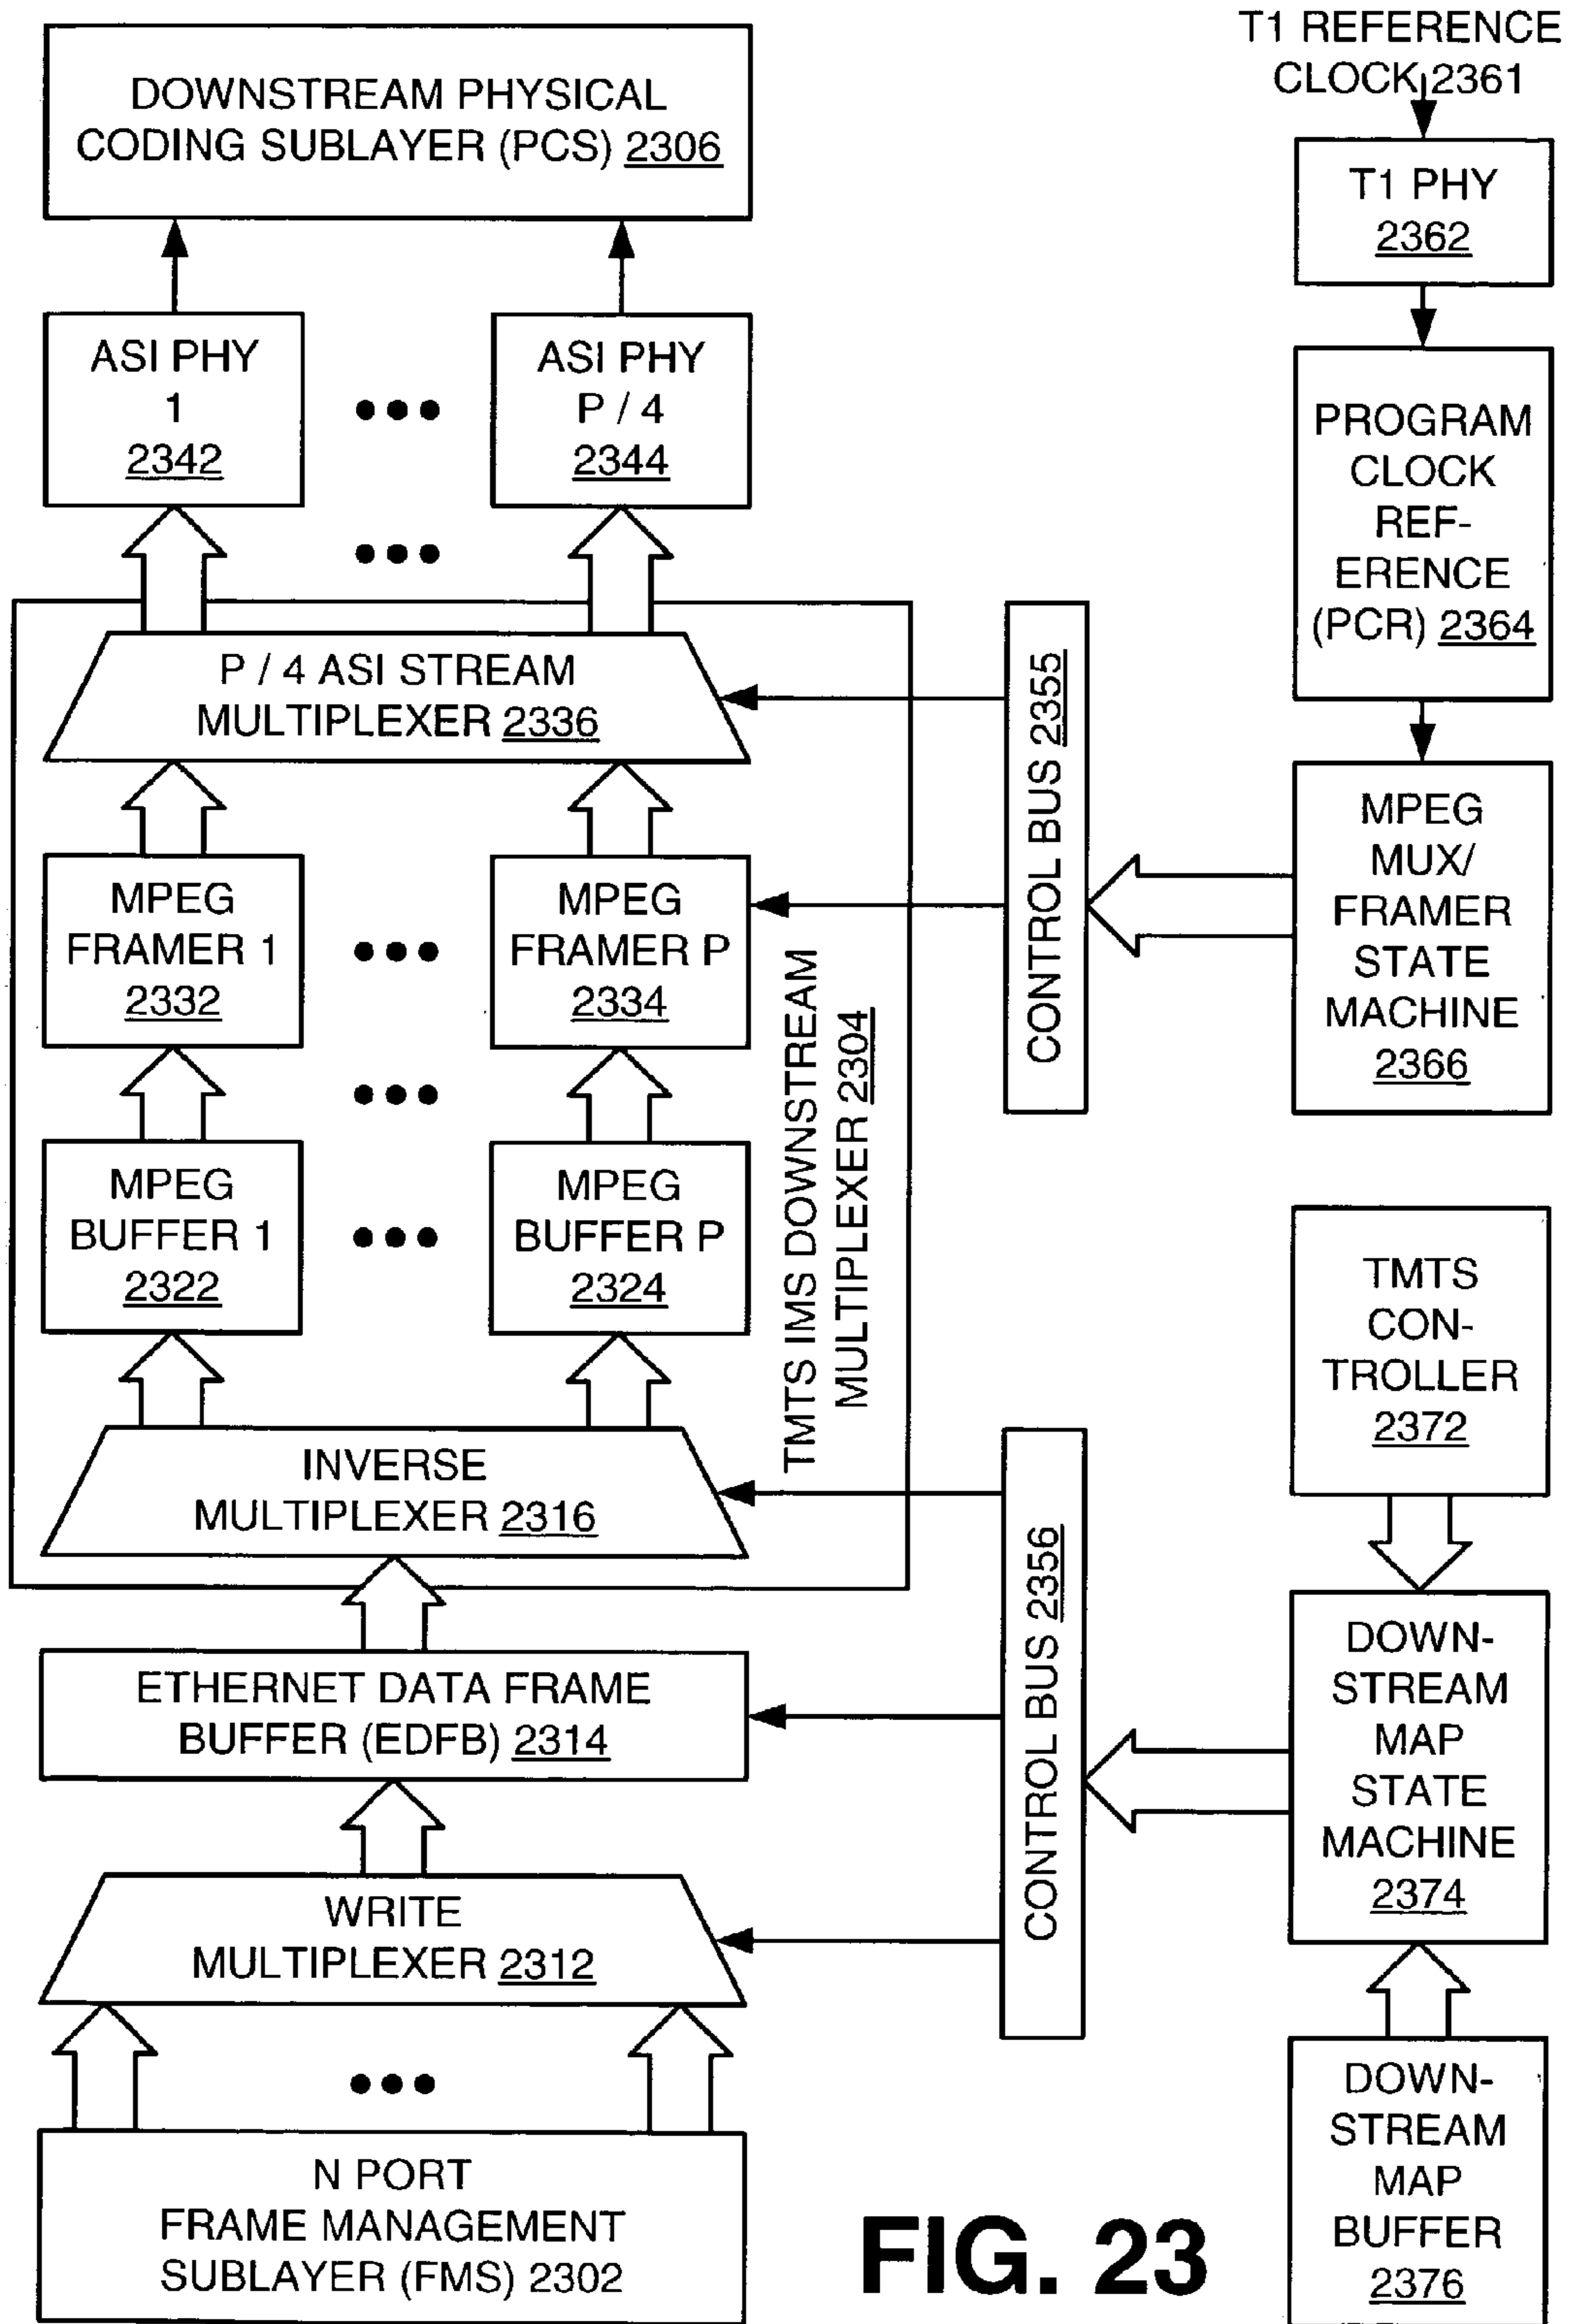 T1 REFERENCE
CLOCK 2361
DOWNSTREAM PHYSICAL
CODING SUBLAYER (PCS) 2306
T1 PHY
2362
ASI PHY
1
2342
ASI PHY
P / 4
2344
PROGRAM
CLOCK
REF-
ERENCE
(PCR) 2364
P / 4 ASI STREAM
MULTIPLEXER 2336
CONTROL BUS 2355
MPEG
MUX/
FRAMER
STATE
MACHINE
2366
MPEG
FRAMER 1
2332
MPEG
FRAMER P
2334
TMTS IMS DOWNSTREAM
MULTIPLEXER 2304
MPEG
BUFFER 1
2322
MPEG
BUFFER P
2324
TMTS
CON-
TROLLER
2372
INVERSE
MULTIPLEXER 2316
CONTROL BUS 2356
ETHERNET DATA FRAME
BUFFER (EDFB) 2314
DOWN-
STREAM
MAP
STATE
MACHINE
2374
WRITE
MULTIPLEXER 2312
N PORT
FRAME MANAGEMENT
SUBLAYER (FMS) 2302
DOWN-
STREAM
MAP
BUFFER
2376
FIG. 23